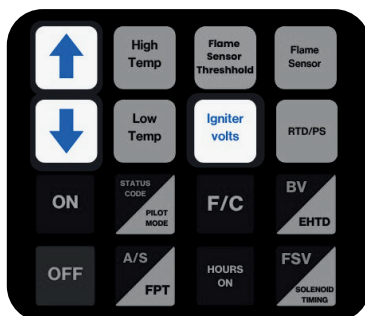 High
Temp
Flame
Sensor
Threshhold
Flame
Sensor
Low
Temp
Igniter
volts
RTD/PS
ON
STATUS
CODE
PILOT
MODE
F/C
BV
EHTD
OFF
A/S
FPT
HOURS
ON
FSV
SOLENOID
TIMING